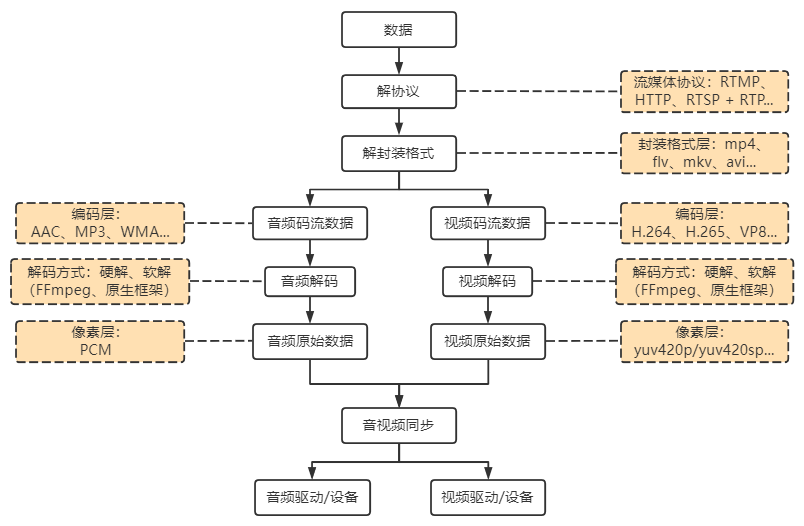 数据
解协议
流媒体协议：RTMP、
HTTP、RTSP + RTP...
解封装格式
封装格式层：mp4、
flv、mkv、avi...
编码层：
AAC、MP3、WMA...
音频码流数据
视频码流数据
编码层：
H.264、H.265、VP8...
解码方式：硬解、软解
（FFmpeg、原生框架）
音频解码
视频解码
解码方式：硬解、软解
（FFmpeg、原生框架）
像素层：
PCM
音频原始数据
视频原始数据
像素层：
yuv420p/yuv420sp...
音视频同步
音频驱动/设备
视频驱动/设备